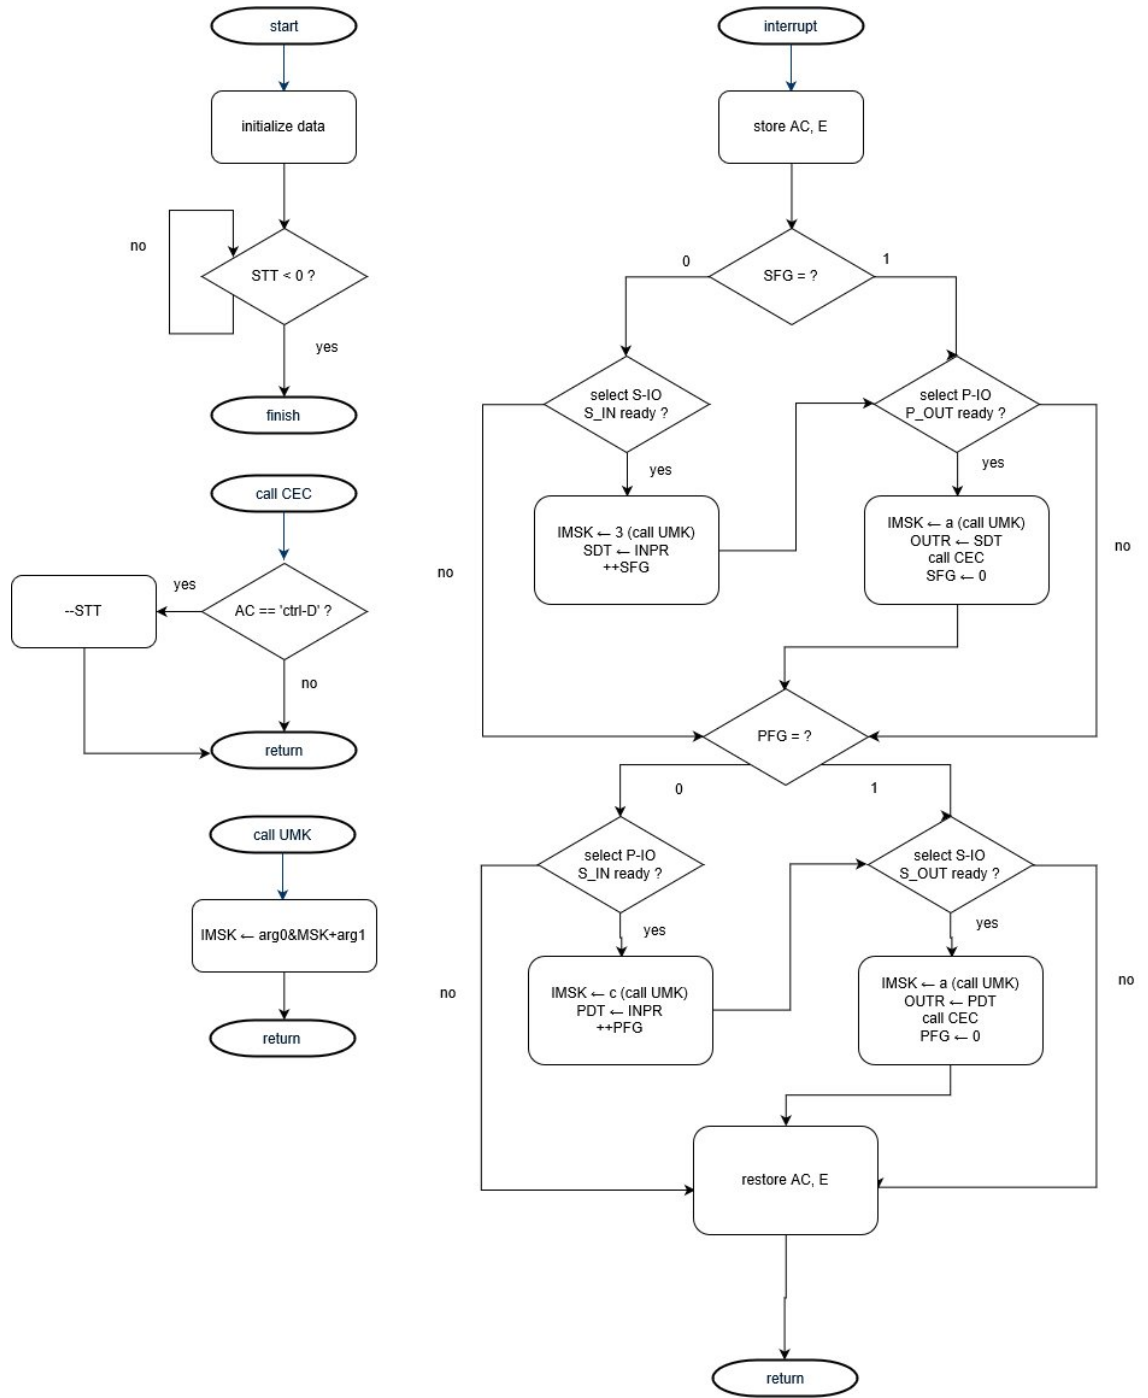 start
initialize data
no
STT < 0 ?
yes
finish
call CEC
yes
--STT
AC == 'ctrl-D' ?
no
return
call UMK
IMSK ← arg0&MSK+arg1
return
interrupt
store AC, E
0
SFG = ?
1
select S-IO
S_IN ready ?
select P-IO
P_OUT ready ?
yes
yes
IMSK ← 3 (call UMK)
SDT ← INPR
++SFG
IMSK ← a (call UMK)
OUTR ← SDT
call CEC
SFG ← 0
no
no
PFG = ?
0
1
select P-IO
S_IN ready ?
select S-IO
S_OUT ready ?
yes
yes
IMSK ← c (call UMK)
PDT ← INPR
++PFG
IMSK ← a (call UMK)
OUTR ← PDT
call CEC
PFG ← 0
no
no
restore AC, E
return